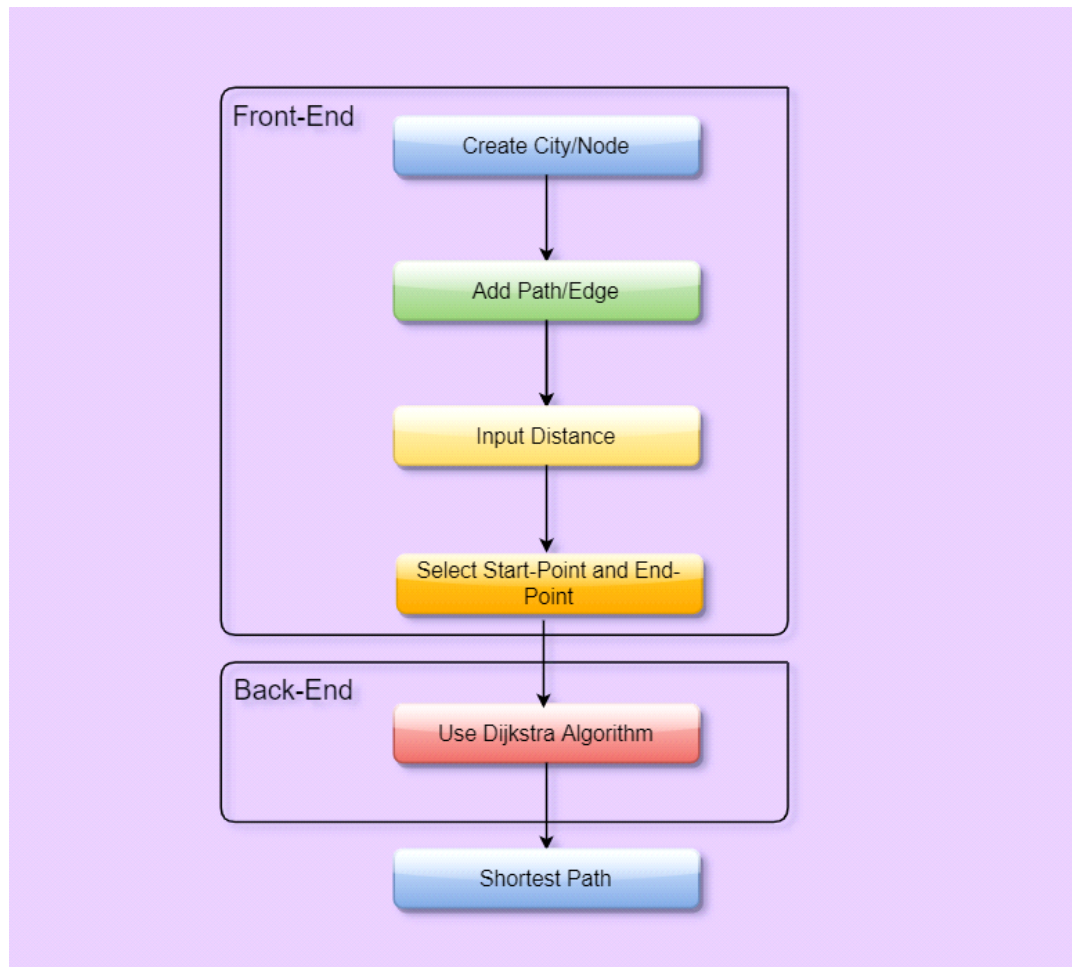 Front-End
Create City/Node
Add Path/Edge
Input Distance
Select Start-Point and End-
Point
Back-End
Use Dijkstra Algorithm
Shortest Path